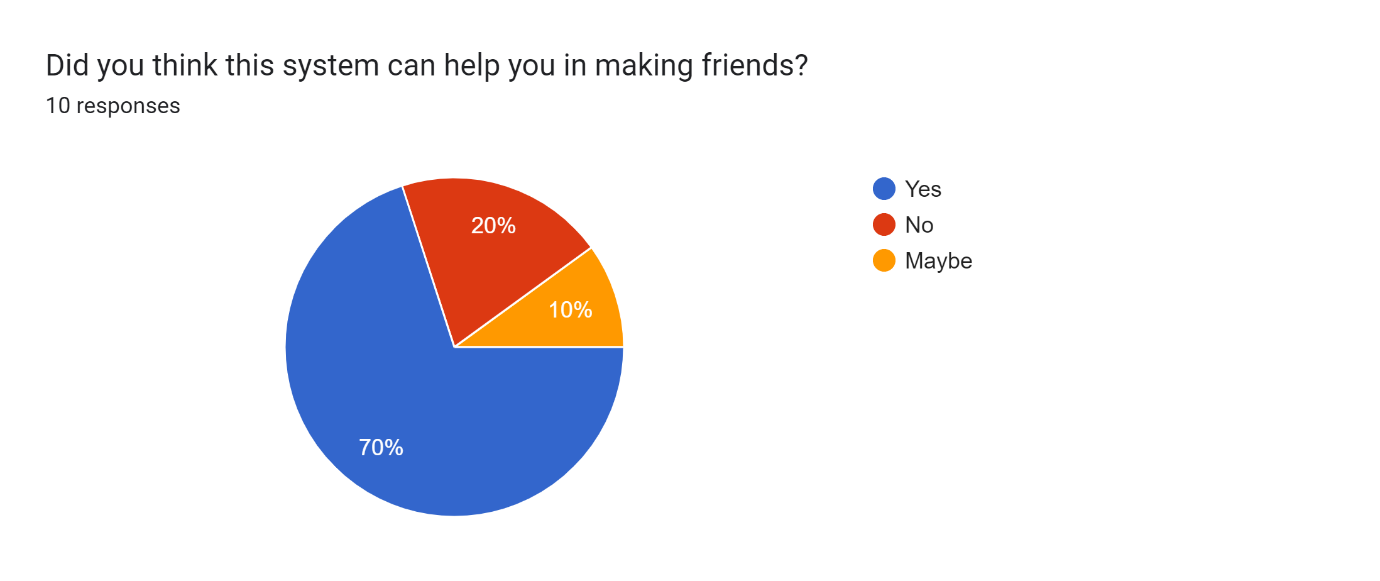 Did you think this system can help you in making friends?
10 responses
Yes
No
Maybe
20%
10%
70%